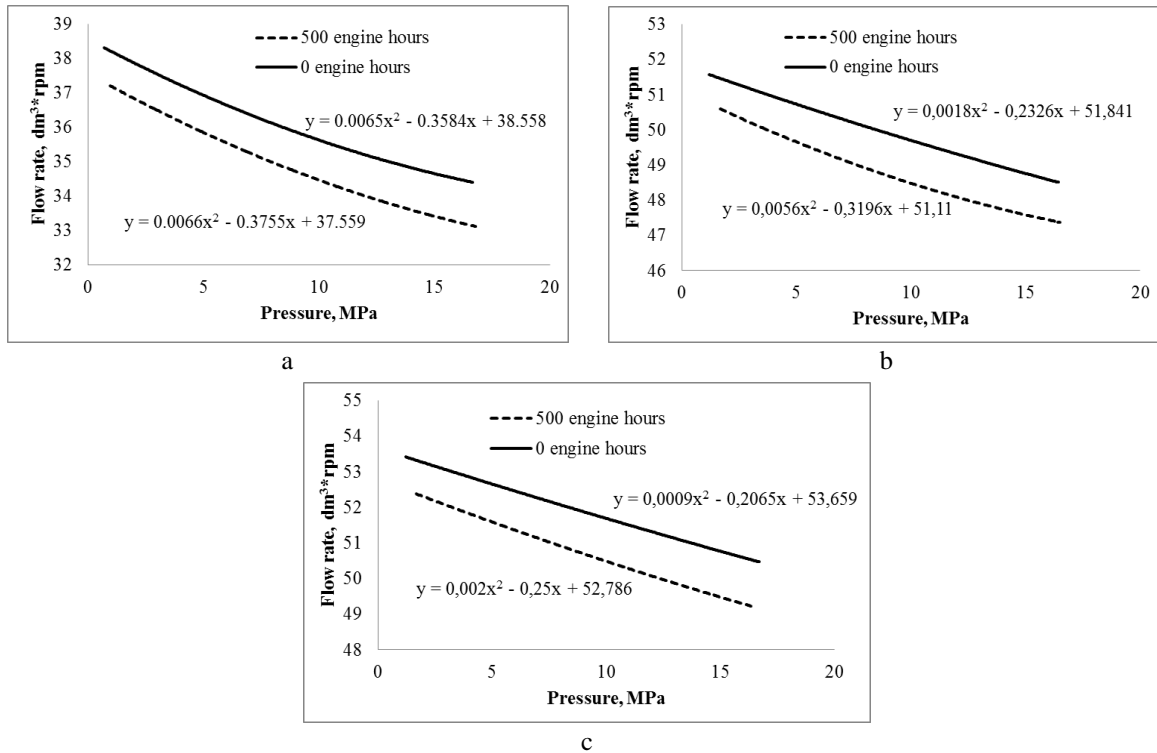 39
38
37
36
35
34
33
32
Flow rate, dm³*rpm
500 engine hours
0 engine hours
y = 0.0065x² - 0.3584x + 38.558
y = 0.0066x² - 0.3755x + 37.559
0 5 10 15 20
Pressure, MPa
a
53
52
51
50
49
48
47
46
Flow rate, dm³*rpm
500 engine hours
0 engine hours
y = 0,0018x² - 0,2326x + 51,841
y = 0,0056x² - 0,3196x + 51,11
0 5 10 15 20
Pressure, MPa
b
55
54
53
52
51
50
49
48
Flow rate, dm³*rpm
500 engine hours
0 engine hours
y = 0,0009x² - 0,2065x + 53,659
y = 0,002x² - 0,25x + 52,786
0 5 10 15 20
Pressure, MPa
c